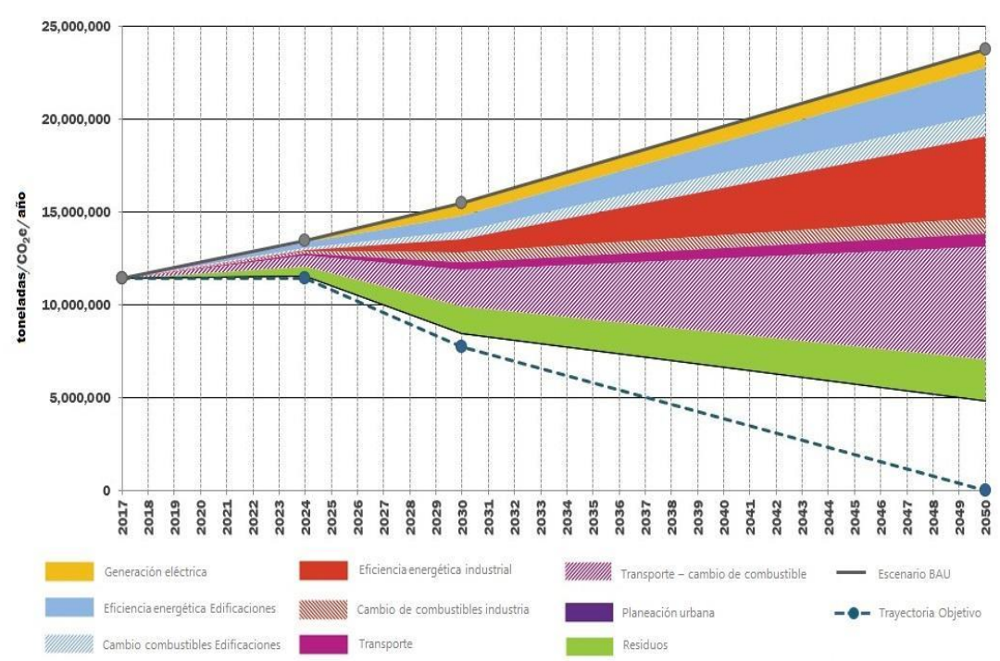 25,000,000
20,000,000
15,000,000
10,000,000
5,000,000
0
toneladas/CO₂e/año
2017 2018 2019 2020 2021 2022 2023 2024 2025 2026 2027 2028 2029 2030 2031 2032 2033 2034 2035 2036 2037 2038 2039 2040 2041 2042 2043 2044 2045 2046 2047 2048 2049 2050
Generación eléctrica
Eficiencia energética industrial
Transporte – cambio de combustible
Escenario BAU
Eficiencia energética Edificaciones
Cambio de combustibles industria
Planeación urbana
Trayectoria Objetivo
Cambio combustibles Edificaciones
Transporte
Residuos